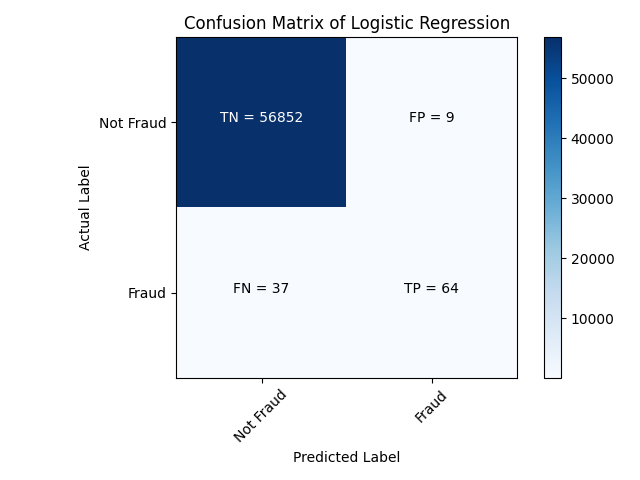 Confusion Matrix of Logistic Regression
Not Fraud
TN = 56852
FP = 9
Fraud
FN = 37
TP = 64
Actual Label
Not Fraud
Fraud
Predicted Label
50000
40000
30000
20000
10000